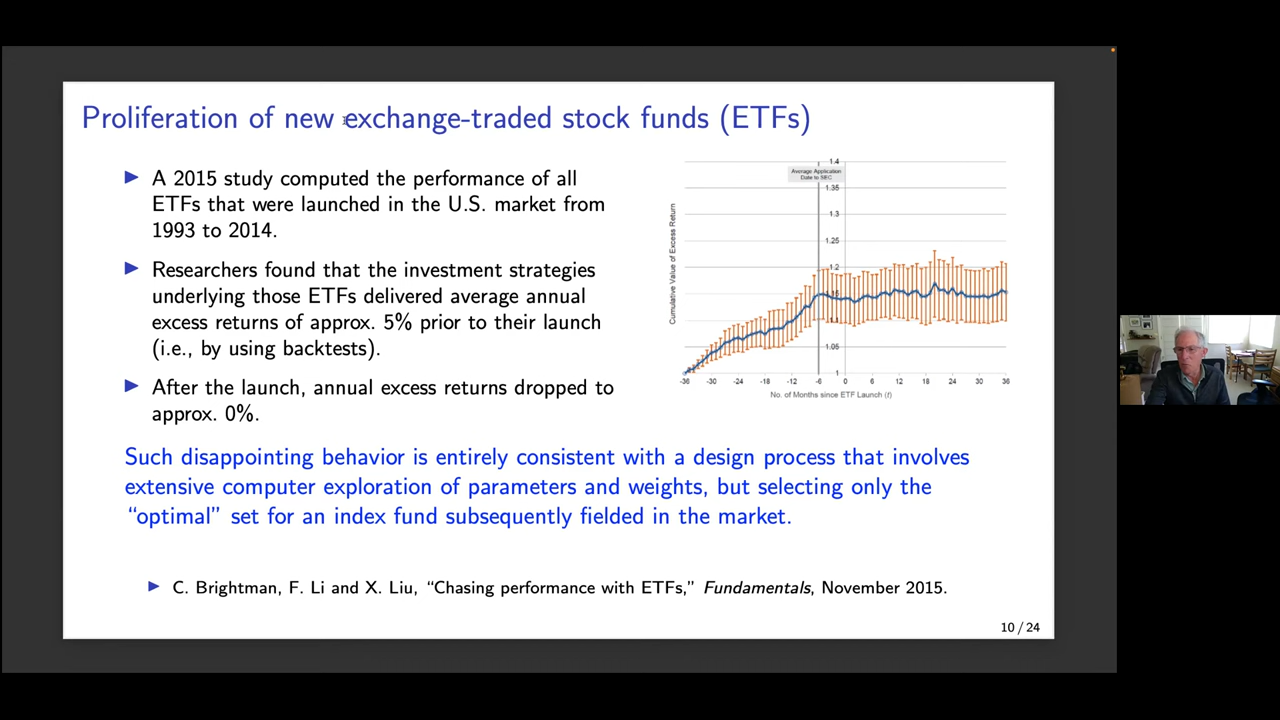 Proliferation of new exchange-traded stock funds (ETFs)
▶ A 2015 study computed the performance of all
ETFs that were launched in the U.S. market from
1993 to 2014.
▶ Researchers found that the investment strategies
underlying those ETFs delivered average annual
excess returns of approx. 5% prior to their launch
(i.e., by using backtests).
▶ After the launch, annual excess returns dropped to
approx. 0%.
Average Application
Date to SEC
Cumulative Value of Excess Return
1.4
1.35
1.3
1.25
1.2
1.15
1.1
1.05
1
-36 -30 -24 -18 -12 -6 0 6 12 18 24 30 36
No. of Months since ETF Launch (t)
Such disappointing behavior is entirely consistent with a design process that involves
extensive computer exploration of parameters and weights, but selecting only the
“optimal” set for an index fund subsequently fielded in the market.
▶ C. Brightman, F. Li and X. Liu, “Chasing performance with ETFs,” Fundamentals, November 2015.
10 / 24